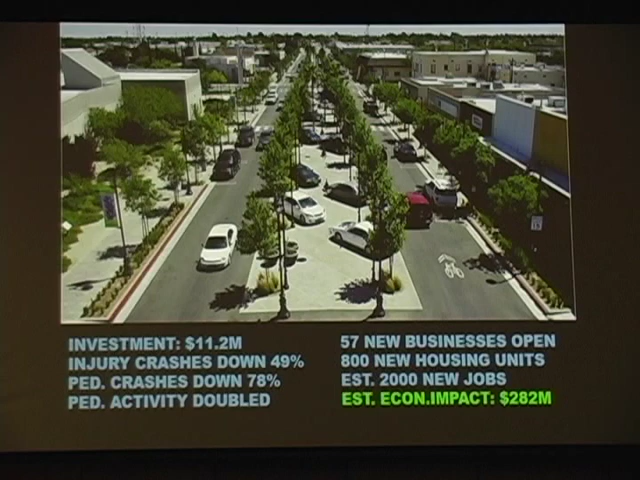 INVESTMENT: $11.2M
INJURY CRASHES DOWN 49%
PED. CRASHES DOWN 78%
PED. ACTIVITY DOUBLED
57 NEW BUSINESSES OPEN
800 NEW HOUSING UNITS
EST. 2000 NEW JOBS
EST. ECON.IMPACT: $282M